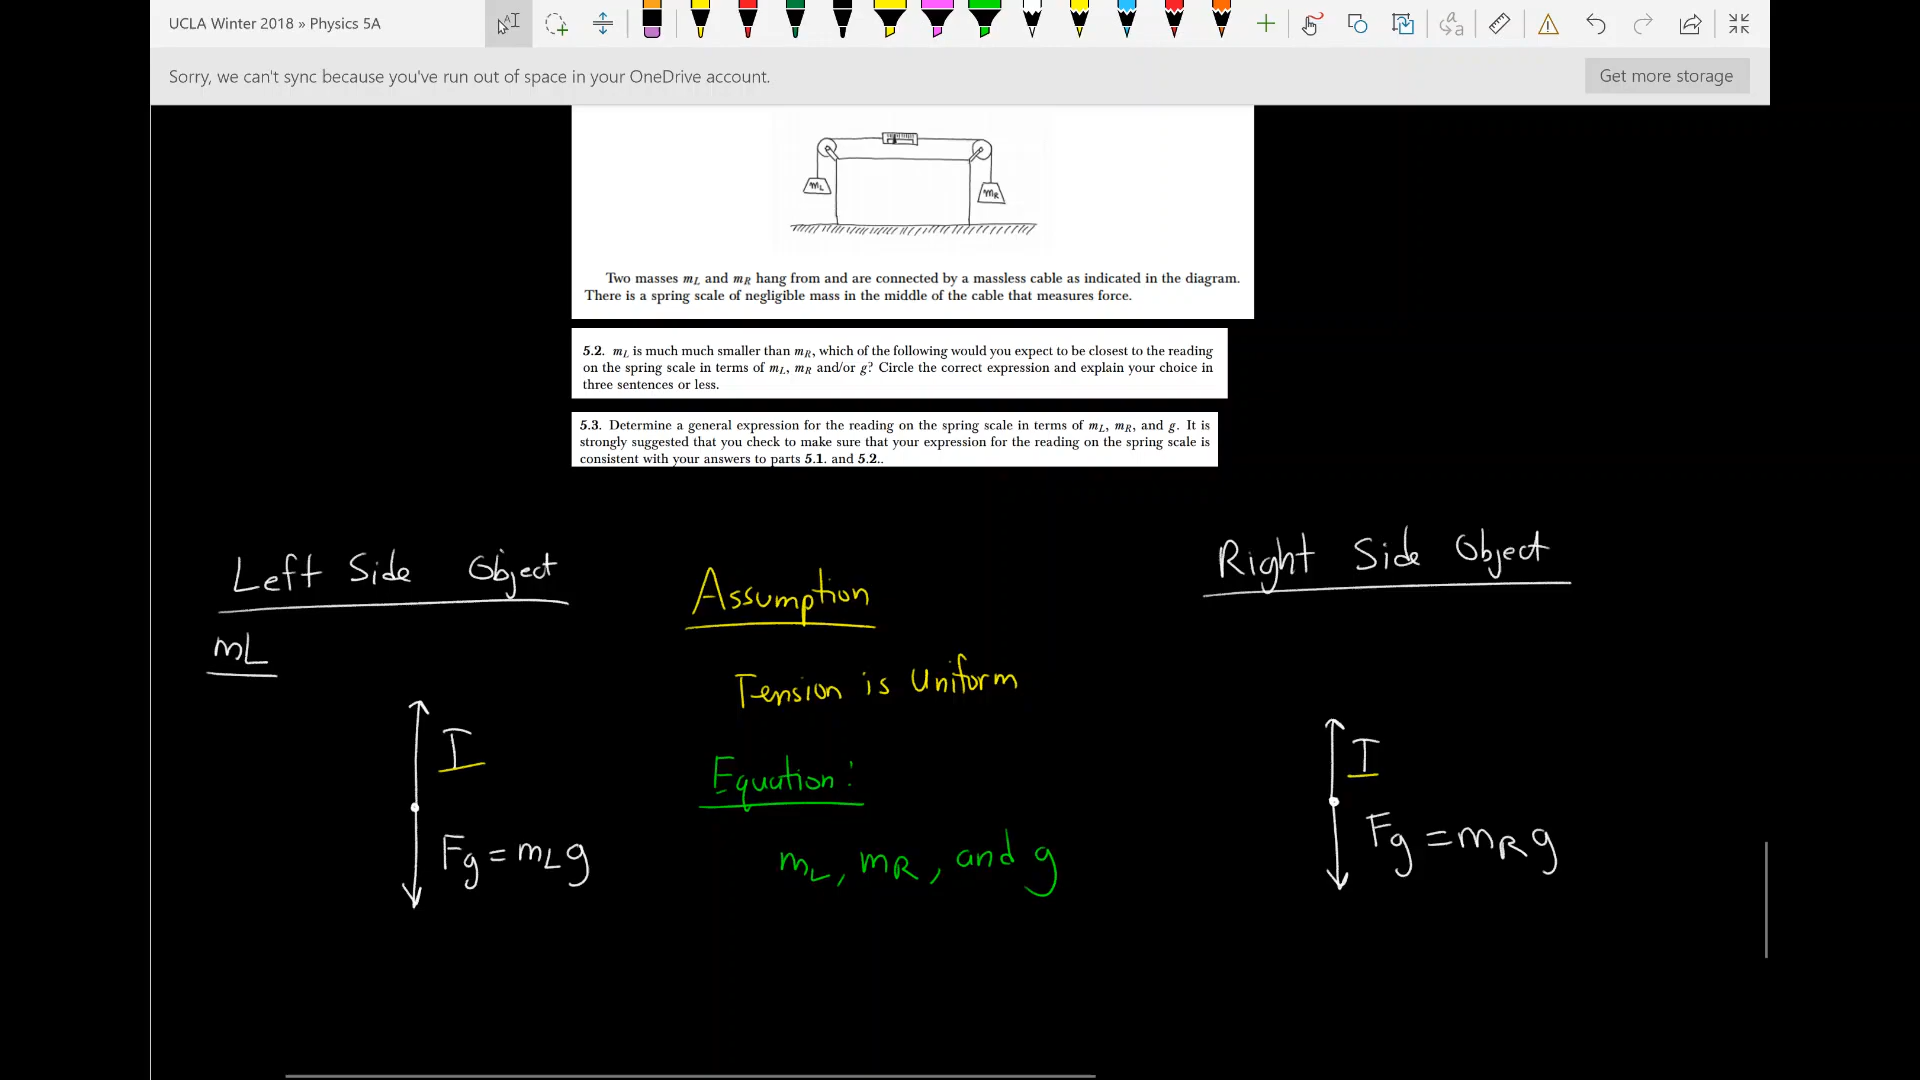 UCLA Winter 2018 » Physics 5A
Sorry, we can't sync because you've run out of space in your OneDrive account.
Get more storage
mL
mR
Two masses mL and mR hang from and are connected by a massless cable as indicated in the diagram.
There is a spring scale of negligible mass in the middle of the cable that measures force.
5.2. mL is much much smaller than mR, which of the following would you expect to be closest to the reading
on the spring scale in terms of mL, mR and/or g? Circle the correct expression and explain your choice in
three sentences or less.
5.3. Determine a general expression for the reading on the spring scale in terms of mL, mR, and g. It is
strongly suggested that you check to make sure that your expression for the reading on the spring scale is
consistent with your answers to parts 5.1. and 5.2..
Left Side Object
mL
T
Fg = mLg
Assumption
Tension is Uniform
Equation:
mL, mR, and g
Right Side Object
T
Fg = mRg